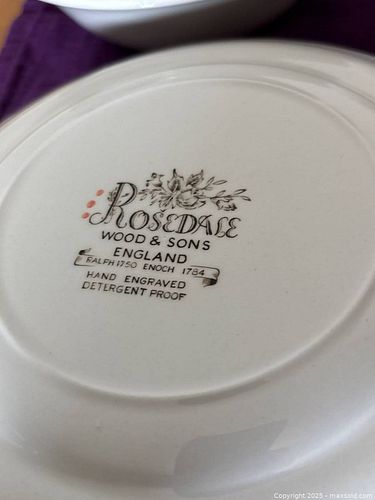 ROSEDALE
WOOD & SONS
ENGLAND
RALPH 1750 ENOCH 1784
HAND ENGRAVED
DETERGENT PROOF
Copyright 2025 - maxsold.com